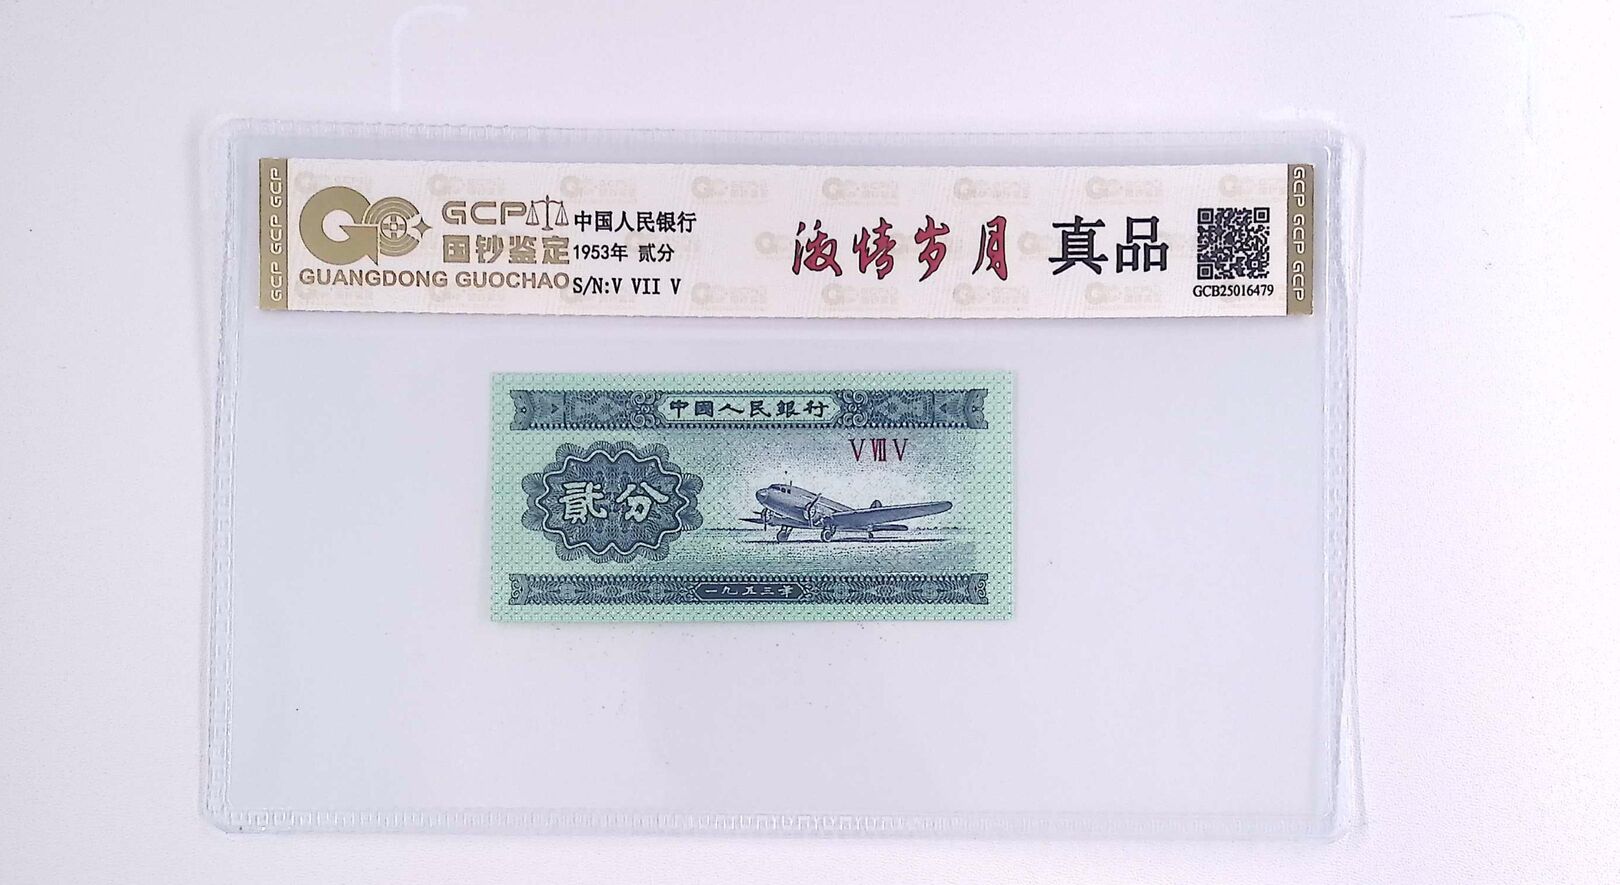 GCP GCP GCP
GCP
国钞鉴定
GUANGDONG GUOCHAO
中国人民银行
1953年 贰分
S/N:V VII V
激情岁月 真品
GCB25016479
GCP GCP GCP
中國人民銀行
V VII V
貳分
一九五三年